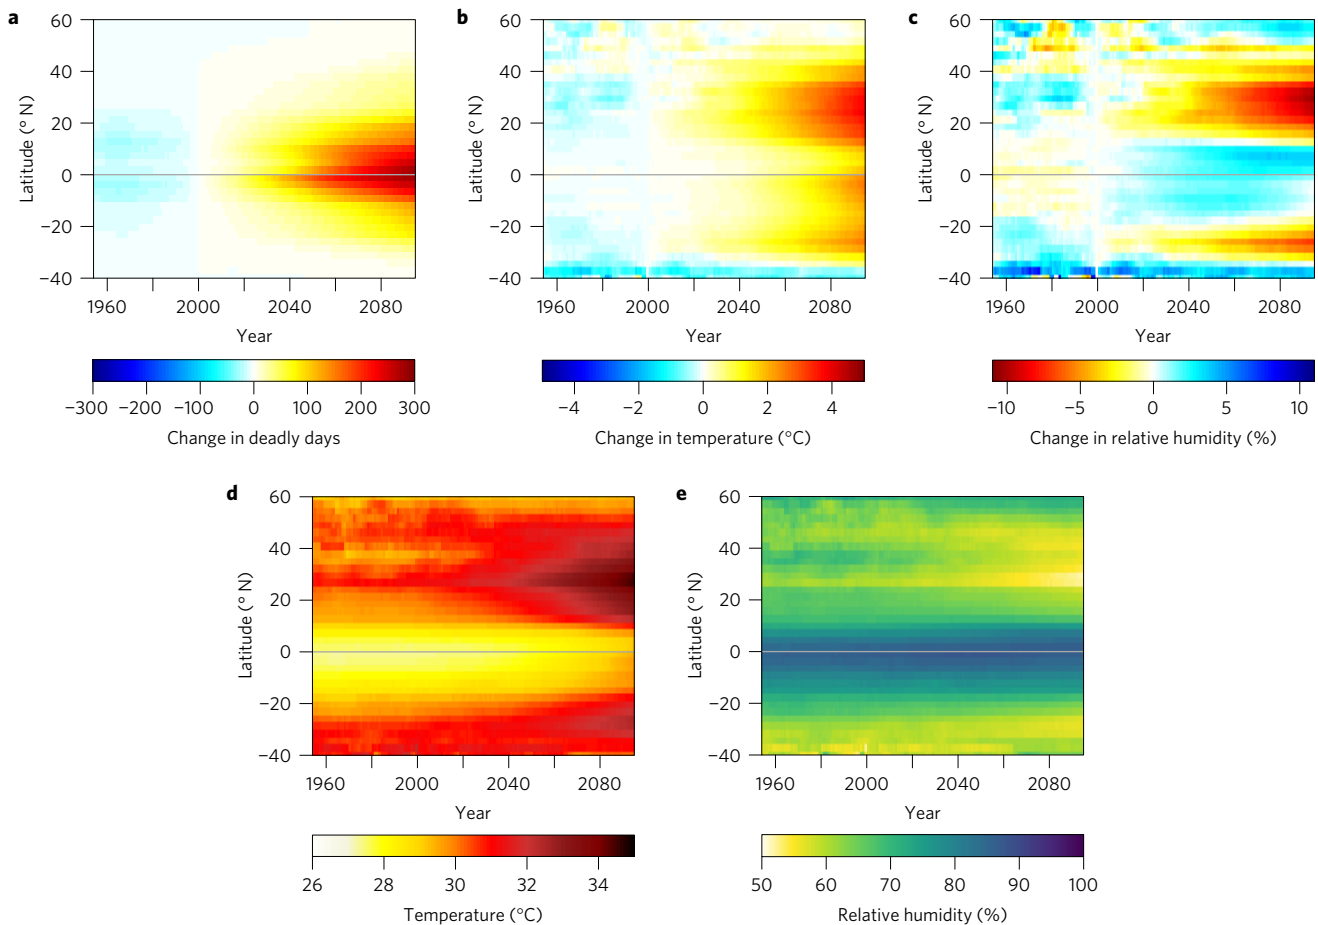 a
60
40
20
0
−20
−40
Latitude (° N)
1960 2000 2040 2080
Year
−300 −200 −100 0 100 200 300
Change in deadly days
b
60
40
20
0
−20
−40
Latitude (° N)
1960 2000 2040 2080
Year
−4 −2 0 2 4
Change in temperature (°C)
c
60
40
20
0
−20
−40
Latitude (° N)
1960 2000 2040 2080
Year
−10 −5 0 5 10
Change in relative humidity (%)
d
60
40
20
0
−20
−40
Latitude (° N)
1960 2000 2040 2080
Year
26 28 30 32 34
Temperature (°C)
e
60
40
20
0
−20
−40
Latitude (° N)
1960 2000 2040 2080
Year
50 60 70 80 90 100
Relative humidity (%)